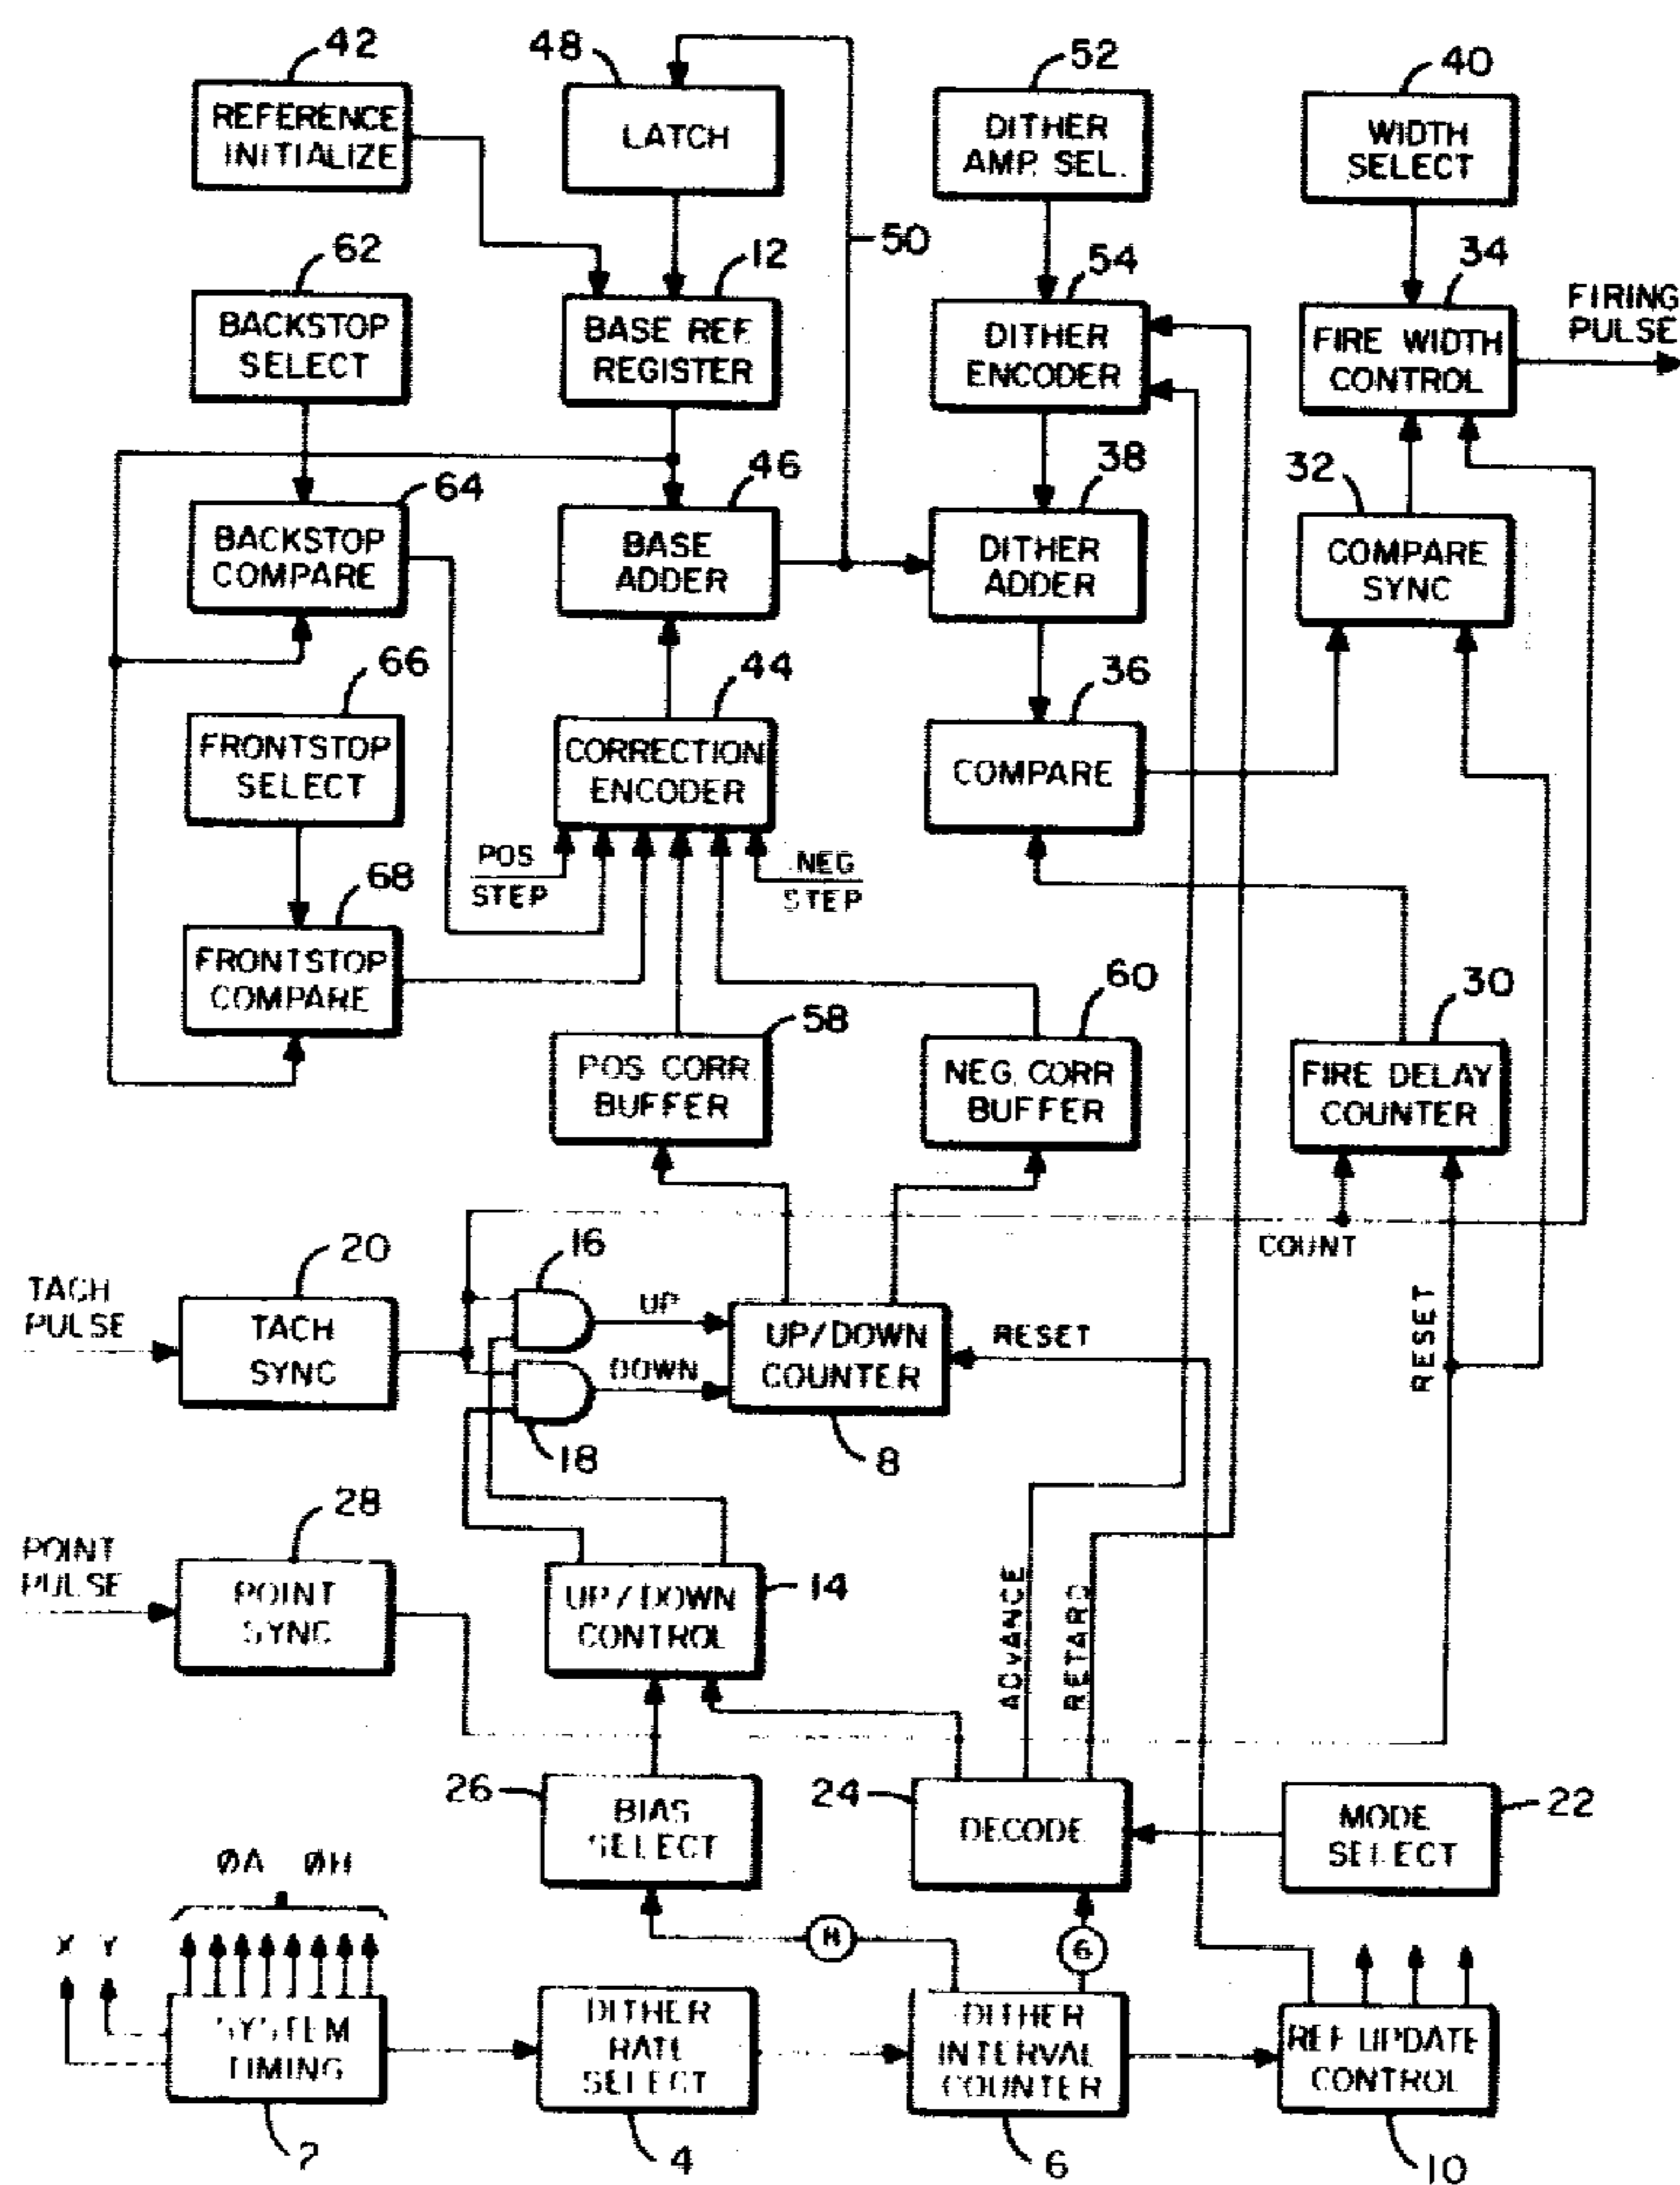 42
48
52
40
REFERENCE
INITIALIZE
LATCH
DITHER
AMP. SEL.
WIDTH
SELECT
50
62
12
54
34
BACKSTOP
SELECT
BASE REF.
REGISTER
DITHER
ENCODER
FIRE WIDTH
CONTROL
FIRING
PULSE
64
46
38
32
BACKSTOP
COMPARE
BASE
ADDER
DITHER
ADDER
COMPARE
SYNC
66
44
36
FRONTSTOP
SELECT
CORRECTION
ENCODER
COMPARE
POS
STEP
NEG
STEP
68
FRONTSTOP
COMPARE
58
60
30
POS CORR.
BUFFER
NEG. CORR
BUFFER
FIRE DELAY
COUNTER
COUNT
RESET
20
16
TACH
PULSE
TACH
SYNC
UP
DOWN
UP/DOWN
COUNTER
RESET
18
8
28
POINT
PULSE
POINT
SYNC
UP/DOWN
CONTROL
14
ADVANCE
RETARD
26
BIAS
SELECT
24
DECODE
MODE
SELECT
22
ØA ØH
X Y
6
SYSTEM
TIMING
DITHER
RATE
SELECT
DITHER
INTERVAL
COUNTER
REF UPDATE
CONTROL
2
4
6
10